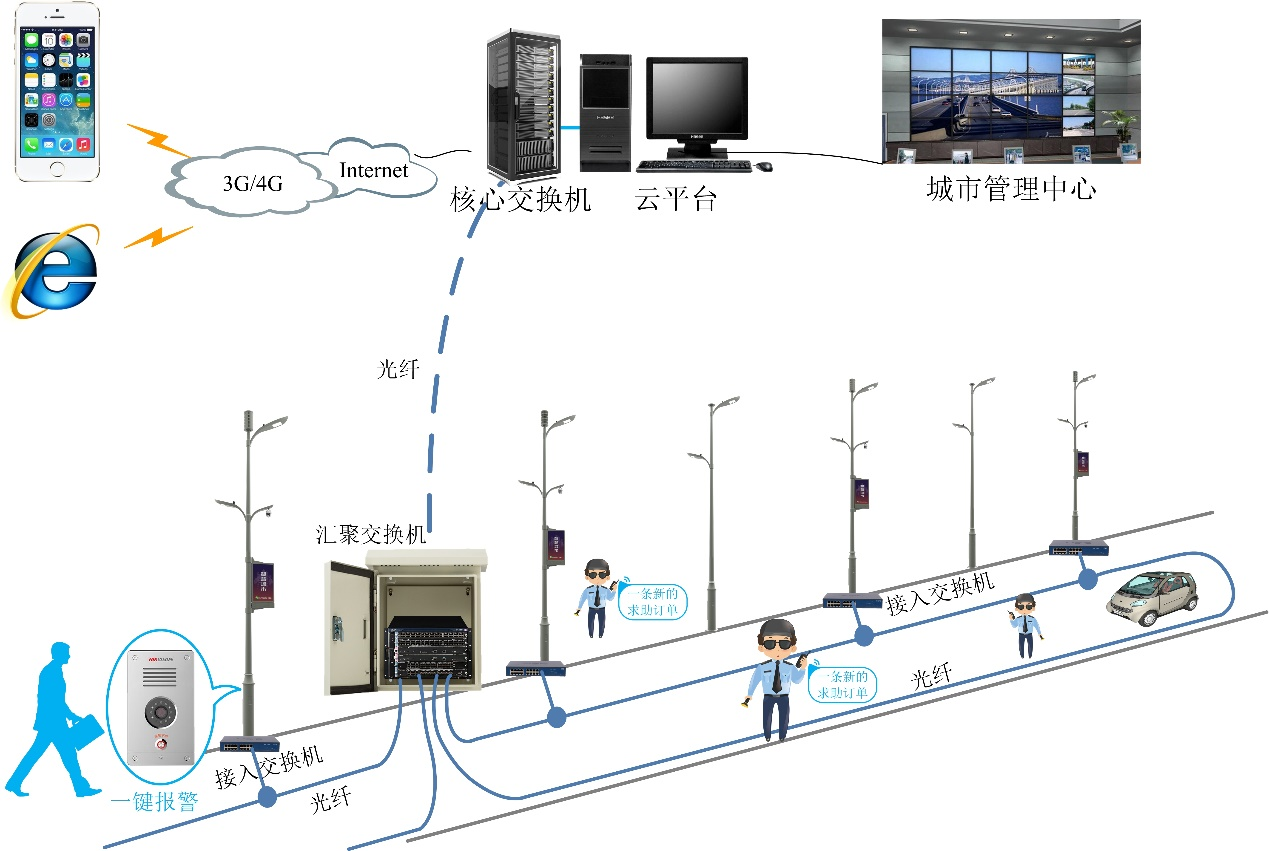 3G/4G
Internet
核心交换机
云平台
城市管理中心
光纤
汇聚交换机
一条新的
求助订单
接入交换机
一条新的
求助订单
光纤
HIKVISION
接入交换机
光纤
一键报警